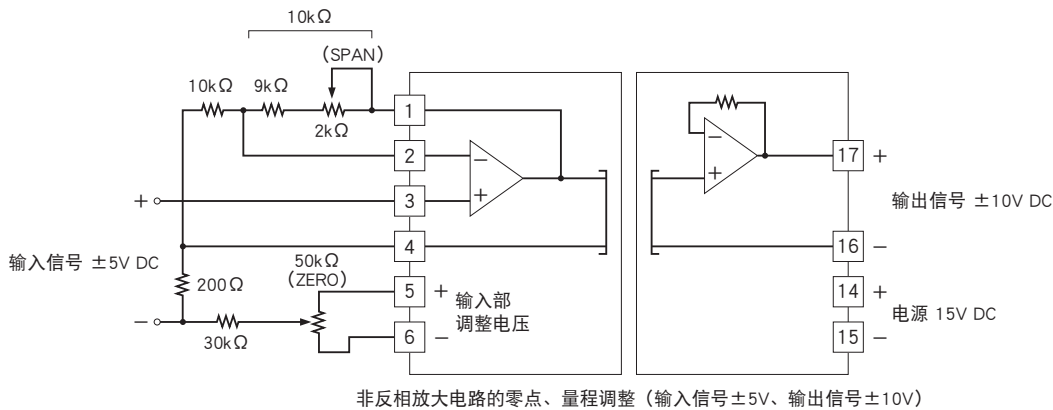 10kΩ
(SPAN)
10kΩ
9kΩ
2kΩ
1
2
3
4
5
6
−
+
+
输入信号 ±5V DC
−
200Ω
30kΩ
50kΩ
(ZERO)
+
−
输入部
调整电压
−
+
17 +
输出信号 ±10V DC
16 −
14 +
电源 15V DC
15 −
非反相放大电路的零点、量程调整（输入信号±5V、输出信号±10V）